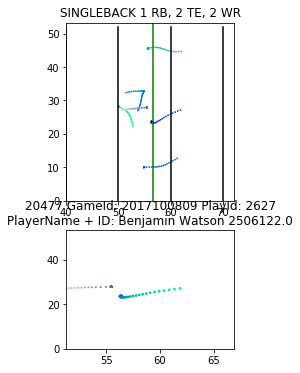 SINGLEBACK 1 RB, 2 TE, 2 WR
50
40
30
20
10
0
40 50 60 70
20477 GameId: 2017100809 PlayId: 2627
PlayerName + ID: Benjamin Watson 2506122.0
40
20
0
55 60 65